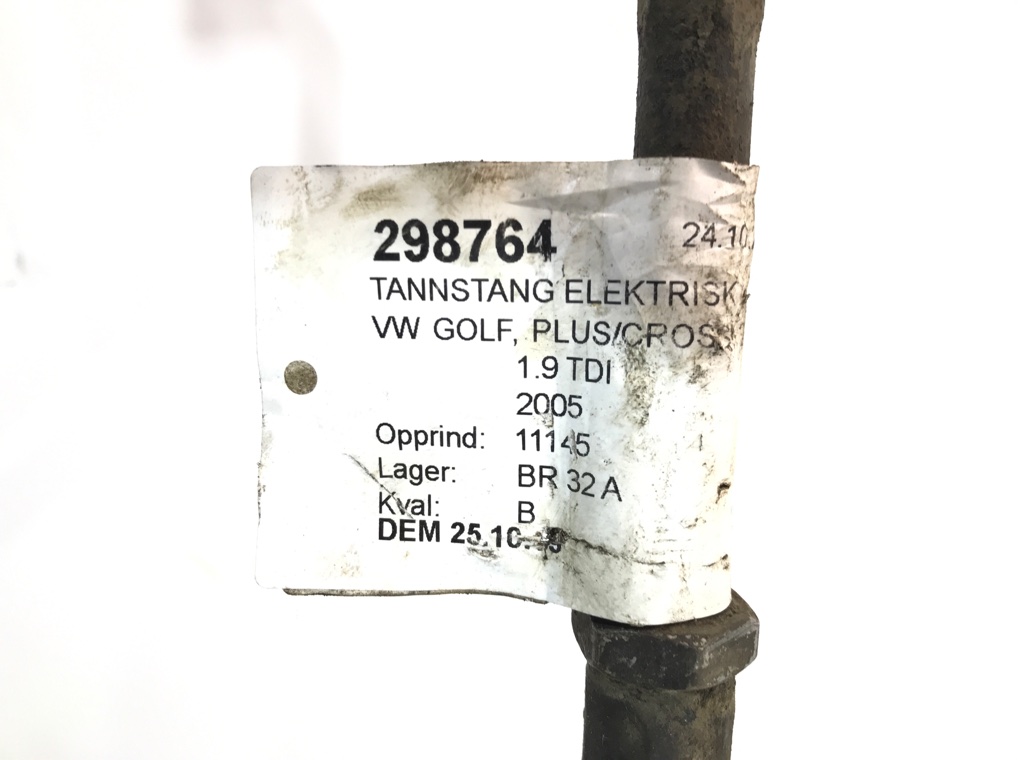 298764 24.10.
TANNSTANG ELEKTRISK
VW GOLF, PLUS/CROSS
1.9 TDI
2005
Opprind: 11145
Lager: BR 32 A
Kval: B
DEM 25.10.